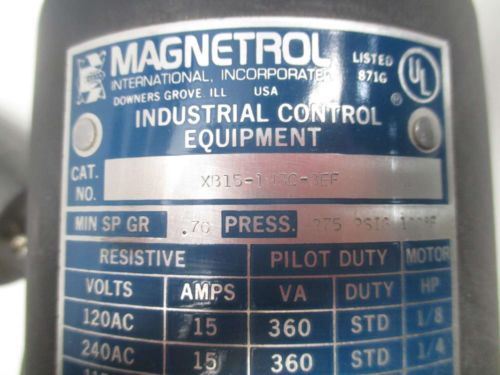 MAGNETROL
INTERNATIONAL, INCORPORATED
DOWNERS GROVE, ILL USA
LISTED
871G
UL
®
INDUSTRIAL CONTROL
EQUIPMENT
CAT.
NO.
MIN SP GR .70 PRESS. PSIG
RESISTIVE PILOT DUTY MOTOR
VOLTS AMPS VA DUTY HP
120AC 15 360 STD 1/8
240AC 15 360 STD 1/4